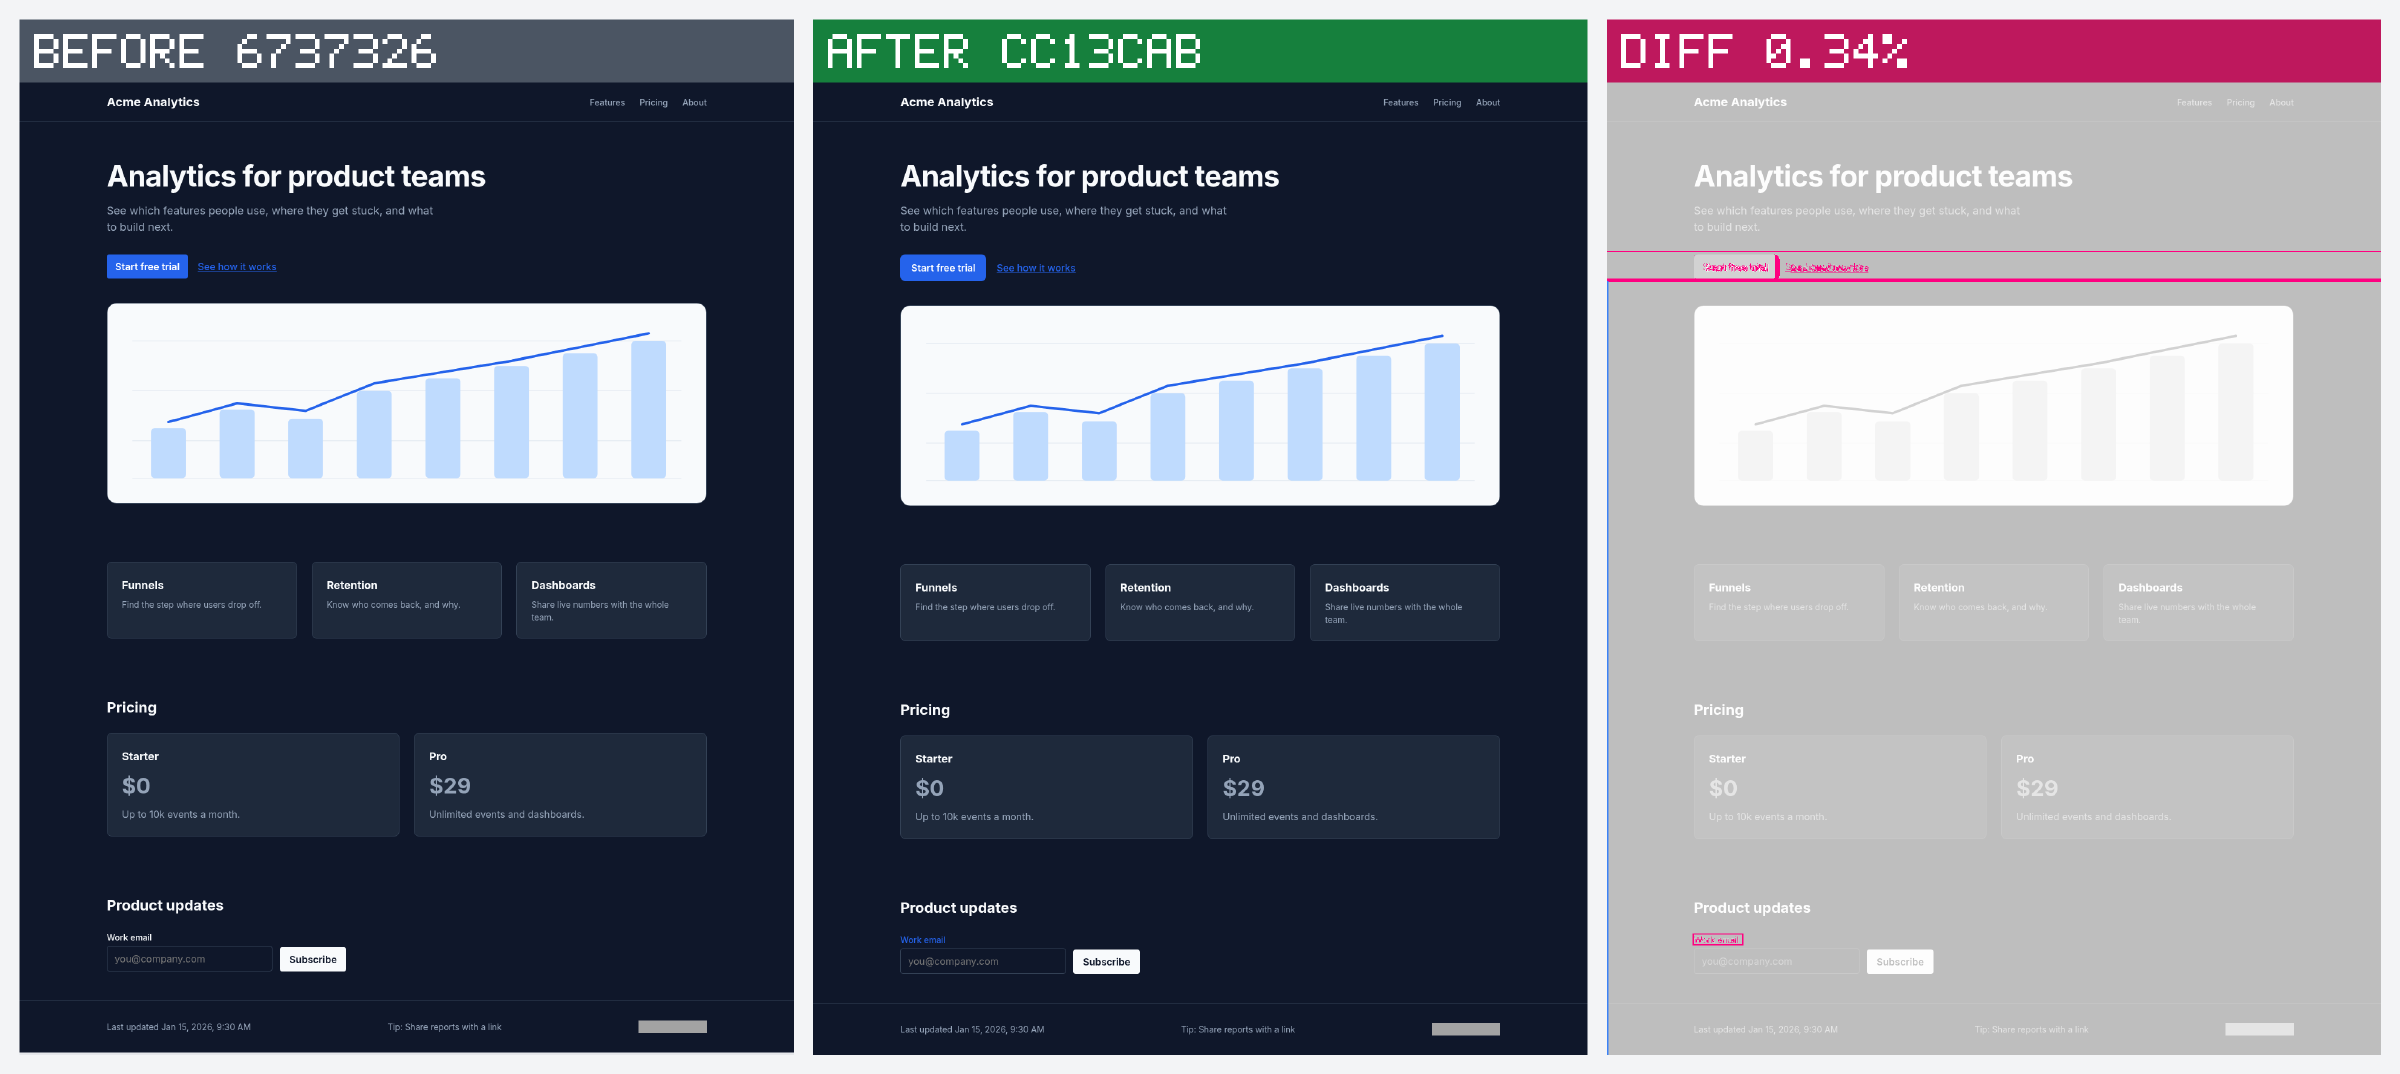 BEFORE 6737326
Acme Analytics
Features Pricing About
Analytics for product teams
See which features people use, where they get stuck, and what
to build next.
Start free trial See how it works
Funnels
Find the step where users drop off.
Retention
Know who comes back, and why.
Dashboards
Share live numbers with the whole
team.
Pricing
Starter
$0
Up to 10k events a month.
Pro
$29
Unlimited events and dashboards.
Product updates
Work email
you@company.com Subscribe
Last updated Jan 15, 2026, 9:30 AM Tip: Share reports with a link
AFTER CC13CAB
Acme Analytics
Features Pricing About
Analytics for product teams
See which features people use, where they get stuck, and what
to build next.
Start free trial See how it works
Funnels
Find the step where users drop off.
Retention
Know who comes back, and why.
Dashboards
Share live numbers with the whole
team.
Pricing
Starter
$0
Up to 10k events a month.
Pro
$29
Unlimited events and dashboards.
Product updates
Work email
you@company.com Subscribe
Last updated Jan 15, 2026, 9:30 AM Tip: Share reports with a link
DIFF 0.34%
Acme Analytics
Features Pricing About
Analytics for product teams
See which features people use, where they get stuck, and what
to build next.
Funnels
Find the step where users drop off.
Retention
Know who comes back, and why.
Dashboards
Share live numbers with the whole
team.
Pricing
Starter
$0
Up to 10k events a month.
Pro
$29
Unlimited events and dashboards.
Product updates
Work email
you@company.com Subscribe
Last updated Jan 15, 2026, 9:30 AM Tip: Share reports with a link